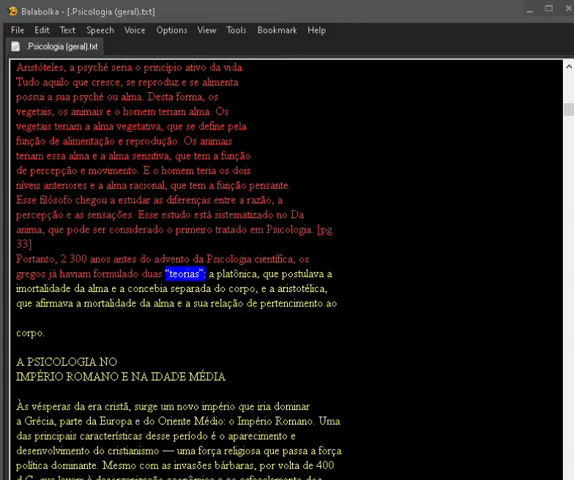 Balabolka - [.Psicologia (geral).txt]
File Edit Text Speech Voice Options View Tools Bookmark Help
.Psicologia (geral).txt
Aristóteles, a psyché seria o princípio ativo da vida.
Tudo aquilo que cresce, se reproduz e se alimenta
possui a sua psyché ou alma. Desta forma, os
vegetais, os animais e o homem teriam alma. Os
vegetais teriam a alma vegetativa, que se define pela
função de alimentação e reprodução. Os animais
teriam essa alma e a alma sensitiva, que tem a função
de percepção e movimento. E o homem teria os dois
níveis anteriores e a alma racional, que tem a função pensante.
Esse filósofo chegou a estudar as diferenças entre a razão, a
percepção e as sensações. Esse estudo está sistematizado no Da
anima, que pode ser considerado o primeiro tratado em Psicologia. [pg.
33]
Portanto, 2 300 anos antes do advento da Psicologia científica, os
gregos já haviam formulado duas “teorias”: a platônica, que postulava a
imortalidade da alma e a concebia separada do corpo, e a aristotélica,
que afirmava a mortalidade da alma e a sua relação de pertencimento ao
corpo.
A PSICOLOGIA NO
IMPÉRIO ROMANO E NA IDADE MÉDIA
Às vésperas da era cristã, surge um novo império que iria dominar
a Grécia, parte da Europa e do Oriente Médio: o Império Romano. Uma
das principais características desse período é o aparecimento e
desenvolvimento do cristianismo — uma força religiosa que passa a força
política dominante. Mesmo com as invasões bárbaras, por volta de 400
d.C., que levam à desorganização econômica e ao esfacelamento dos